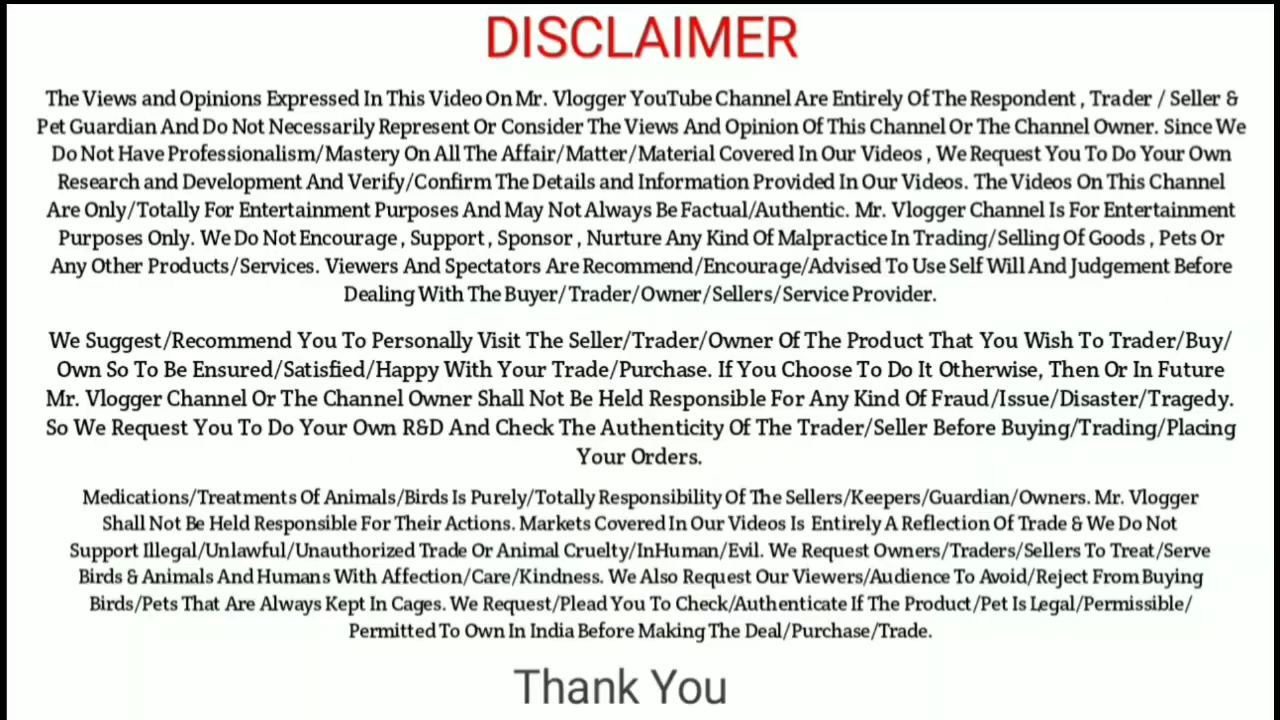 DISCLAIMER
The Views and Opinions Expressed In This Video On Mr. Vlogger YouTube Channel Are Entirely Of The Respondent , Trader / Seller &
Pet Guardian And Do Not Necessarily Represent Or Consider The Views And Opinion Of This Channel Or The Channel Owner. Since We
Do Not Have Professionalism/Mastery On All The Affair/Matter/Material Covered In Our Videos , We Request You To Do Your Own
Research and Development And Verify/Confirm The Details and Information Provided In Our Videos. The Videos On This Channel
Are Only/Totally For Entertainment Purposes And May Not Always Be Factual/Authentic. Mr. Vlogger Channel Is For Entertainment
Purposes Only. We Do Not Encourage , Support , Sponsor , Nurture Any Kind Of Malpractice In Trading/Selling Of Goods , Pets Or
Any Other Products/Services. Viewers And Spectators Are Recommend/Encourage/Advised To Use Self Will And Judgement Before
Dealing With The Buyer/Trader/Owner/Sellers/Service Provider.
We Suggest/Recommend You To Personally Visit The Seller/Trader/Owner Of The Product That You Wish To Trader/Buy/
Own So To Be Ensured/Satisfied/Happy With Your Trade/Purchase. If You Choose To Do It Otherwise, Then Or In Future
Mr. Vlogger Channel Or The Channel Owner Shall Not Be Held Responsible For Any Kind Of Fraud/Issue/Disaster/Tragedy.
So We Request You To Do Your Own R&D And Check The Authenticity Of The Trader/Seller Before Buying/Trading/Placing
Your Orders.
Medications/Treatments Of Animals/Birds Is Purely/Totally Responsibility Of The Sellers/Keepers/Guardian/Owners. Mr. Vlogger
Shall Not Be Held Responsible For Their Actions. Markets Covered In Our Videos Is Entirely A Reflection Of Trade & We Do Not
Support Illegal/Unlawful/Unauthorized Trade Or Animal Cruelty/InHuman/Evil. We Request Owners/Traders/Sellers To Treat/Serve
Birds & Animals And Humans With Affection/Care/Kindness. We Also Request Our Viewers/Audience To Avoid/Reject From Buying
Birds/Pets That Are Always Kept In Cages. We Request/Plead You To Check/Authenticate If The Product/Pet Is Legal/Permissible/
Permitted To Own In India Before Making The Deal/Purchase/Trade.
Thank You